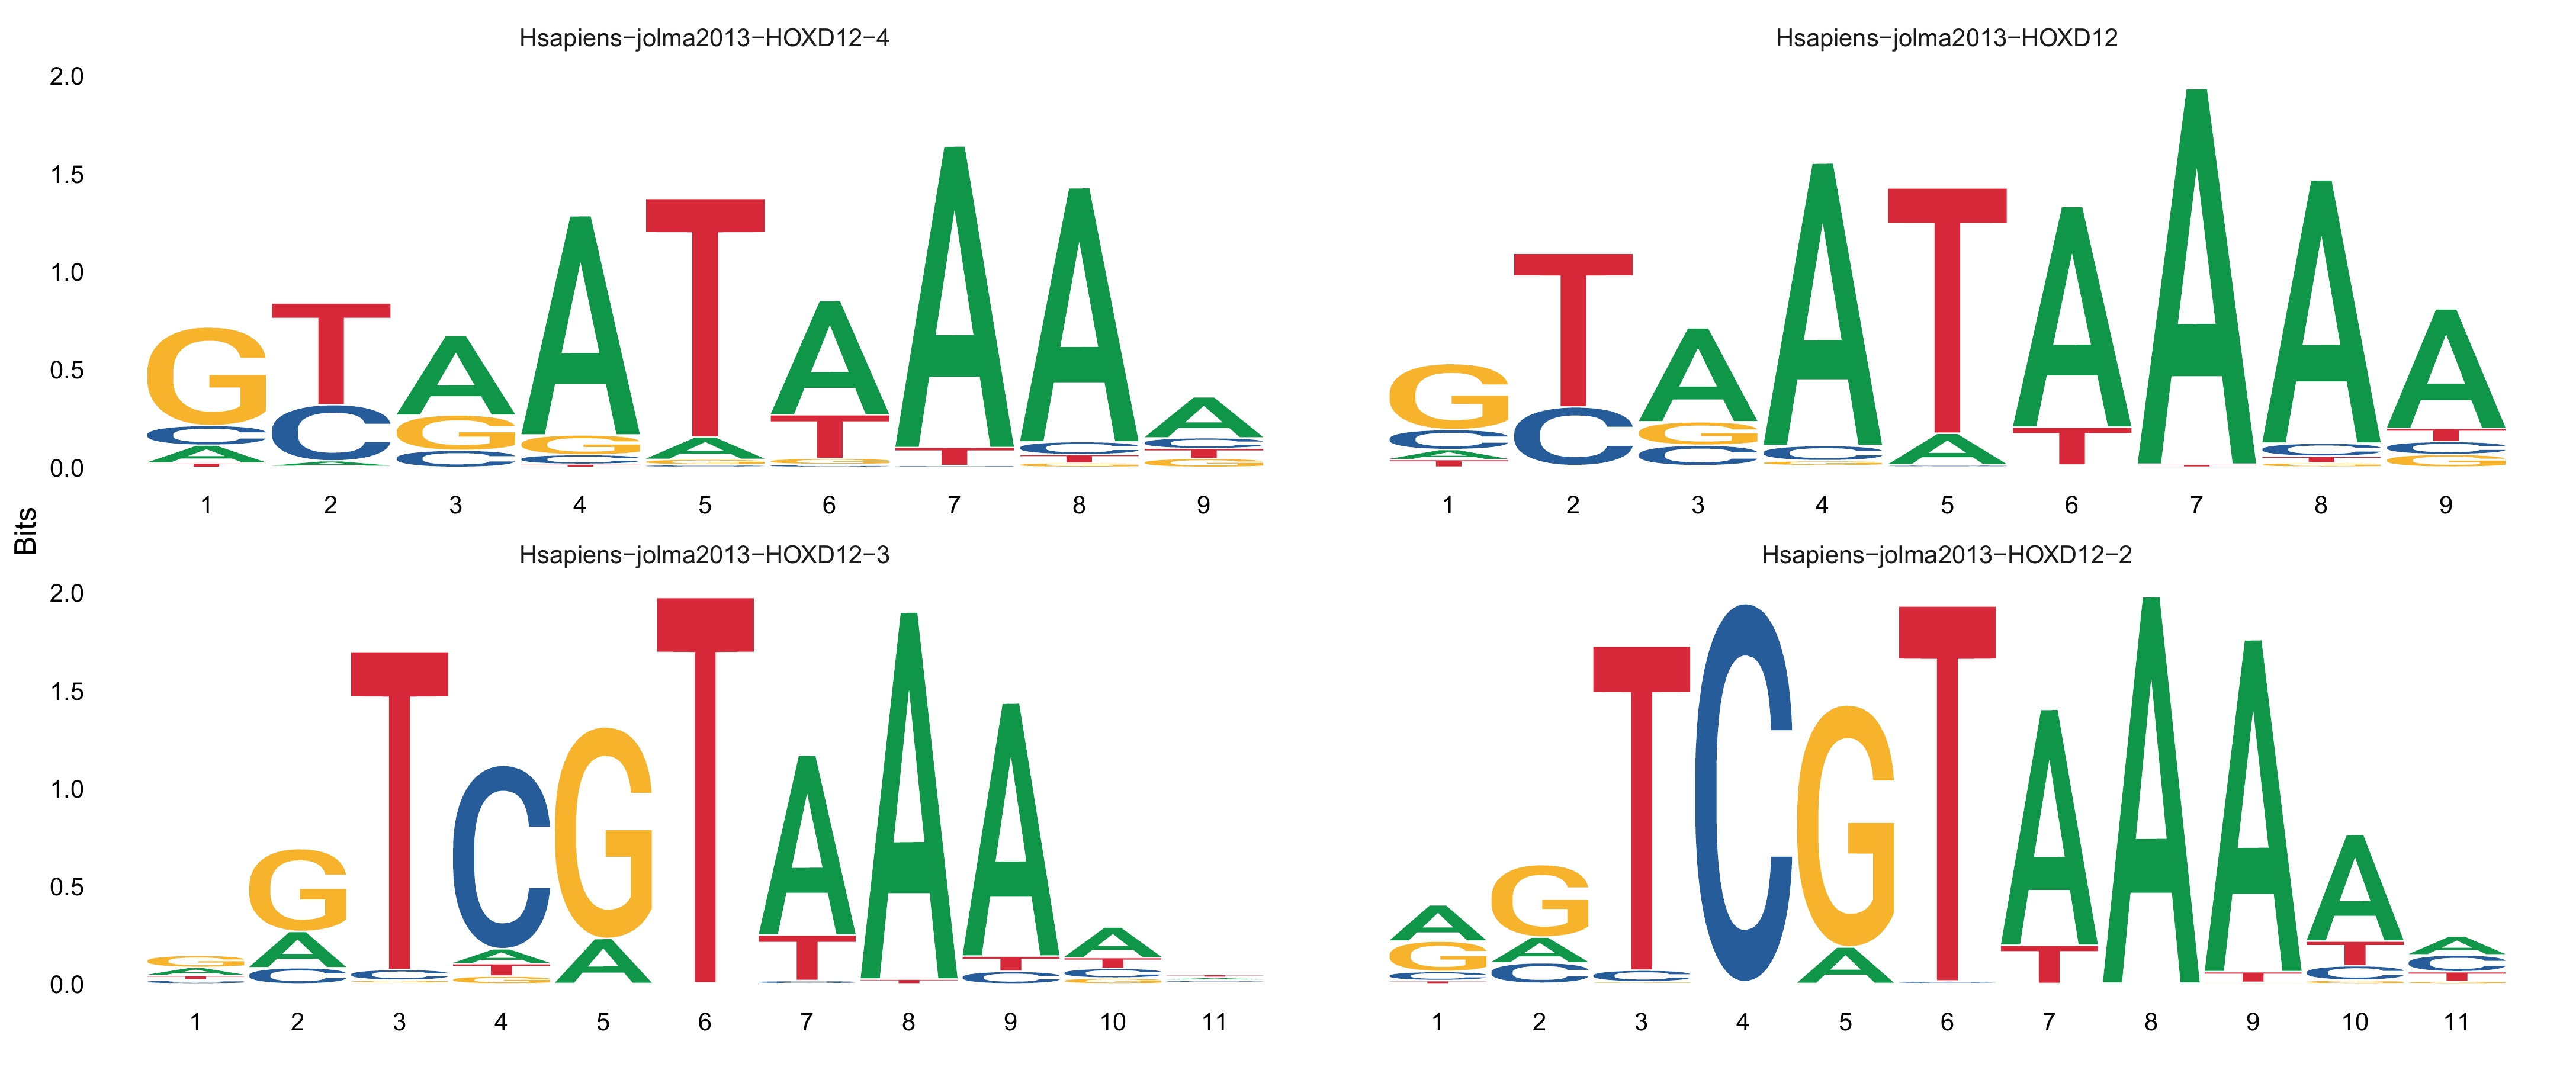 Hsapiens−jolma2013−HOXD12−4
2.0
1.5
1.0
0.5
0.0
G C A T
T C A
A G C
A G C T
T A G C
A T G C
A T C
A C T G
A C T G
1 2 3 4 5 6 7 8 9
Hsapiens−jolma2013−HOXD12
G C A T
T C
A G C
A C G
T A C
A T
A T
A C T G
A T C G
1 2 3 4 5 6 7 8 9
Bits
Hsapiens−jolma2013−HOXD12−3
2.0
1.5
1.0
0.5
0.0
G A T C
G A C
T C G
C A T G
G A
T
A T C
A T
A T C
A T C G
T A C
1 2 3 4 5 6 7 8 9 10 11
Hsapiens−jolma2013−HOXD12−2
A G C T
G A C
T C G
C
G A
T C
A T
A
A T
A T C G
A C T G
1 2 3 4 5 6 7 8 9 10 11